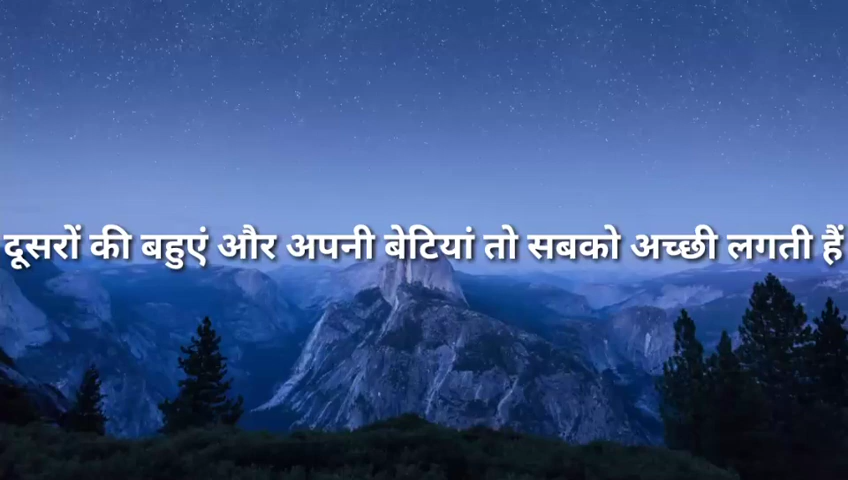 दूसरों की बहुएं और अपनी बेटियां तो सबको अच्छी लगती हैं